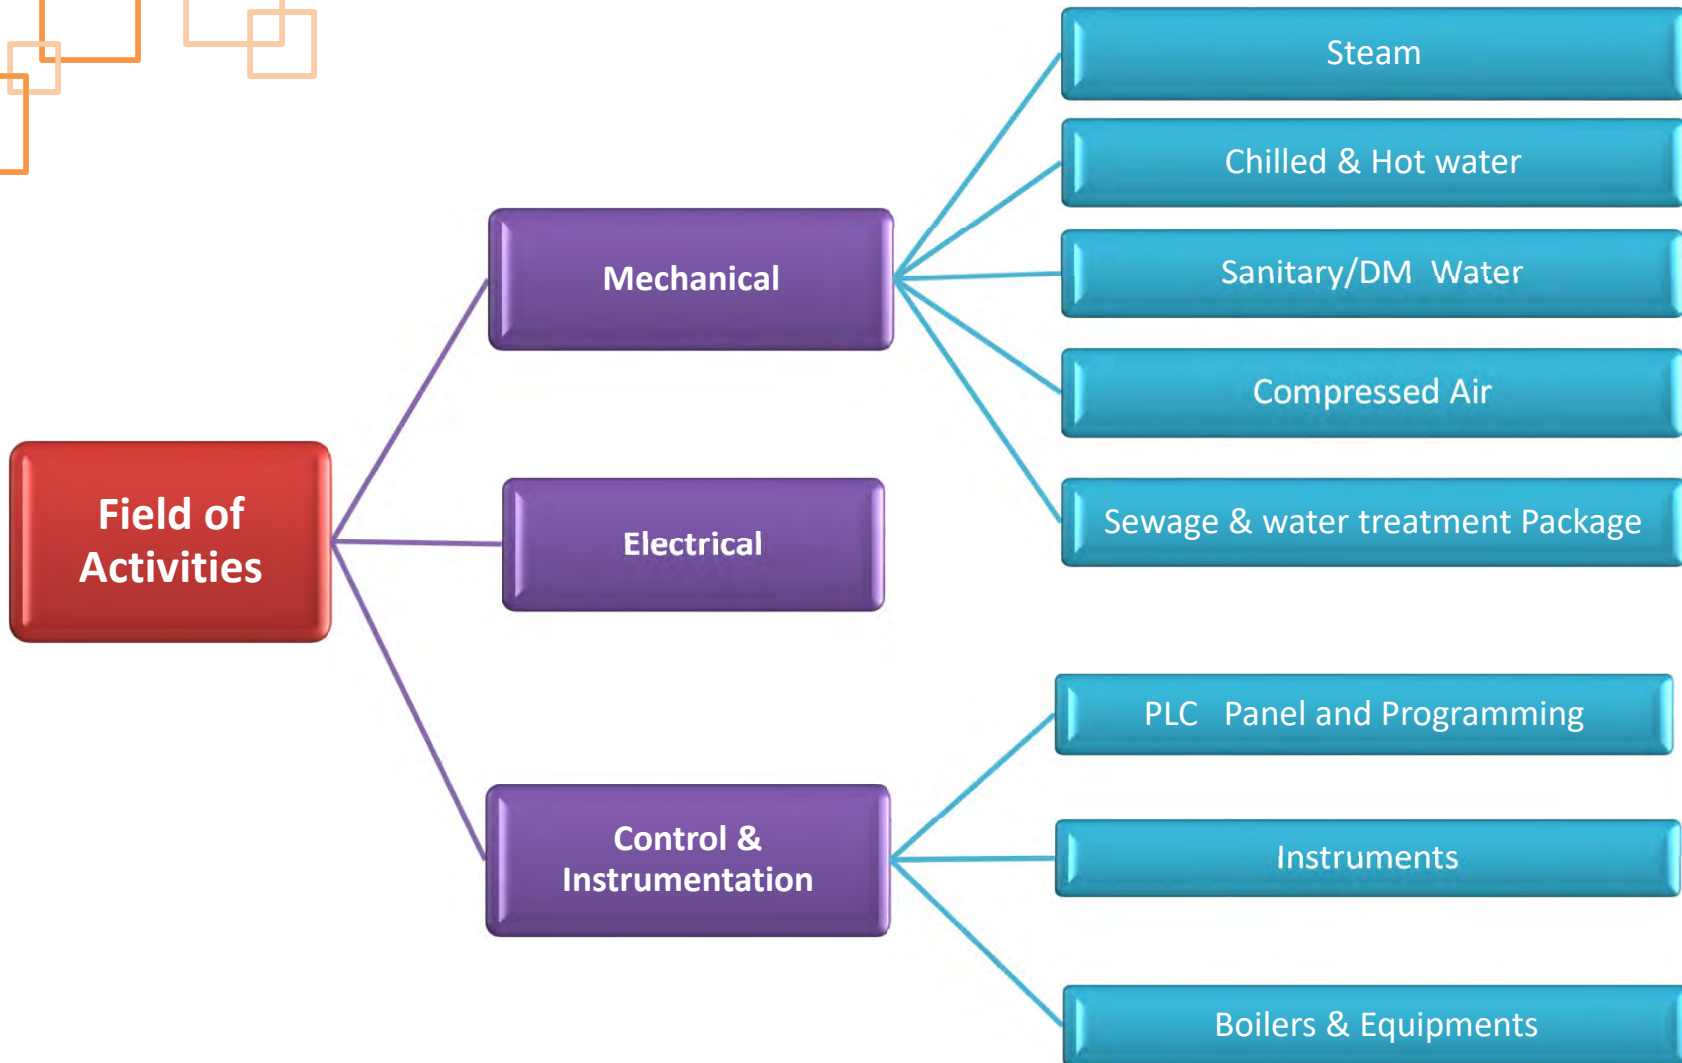 Field of
Activities
Mechanical
Steam
Chilled & Hot water
Sanitary/DM  Water
Compressed Air
Sewage & water treatment Package
Electrical
Control &
Instrumentation
PLC   Panel and Programming
Instruments
Boilers & Equipments